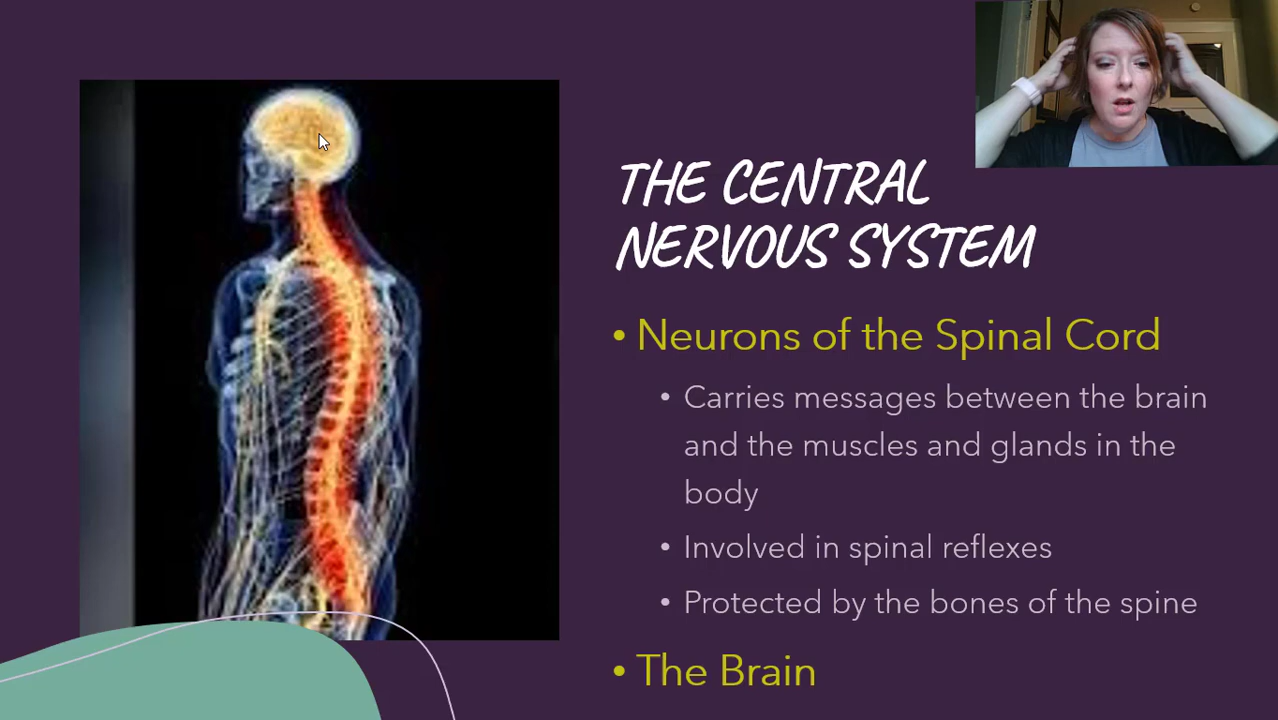 THE CENTRAL
NERVOUS SYSTEM
• Neurons of the Spinal Cord
• Carries messages between the brain
and the muscles and glands in the
body
• Involved in spinal reflexes
• Protected by the bones of the spine
• The Brain